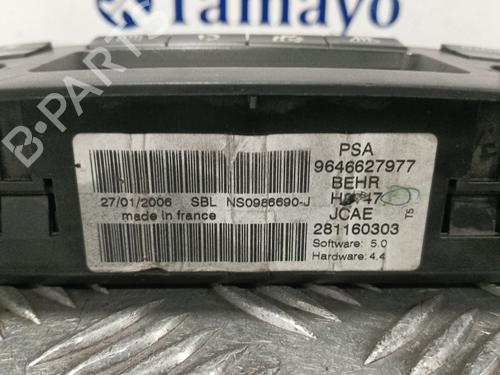 Tamayo
B-PARTS
PSA
9646627977
BEHR
JCAE
27/01/2006 SBL NS0986690-J
made in france
281160303
Software: 5.0
Hardware: 4.4
T5